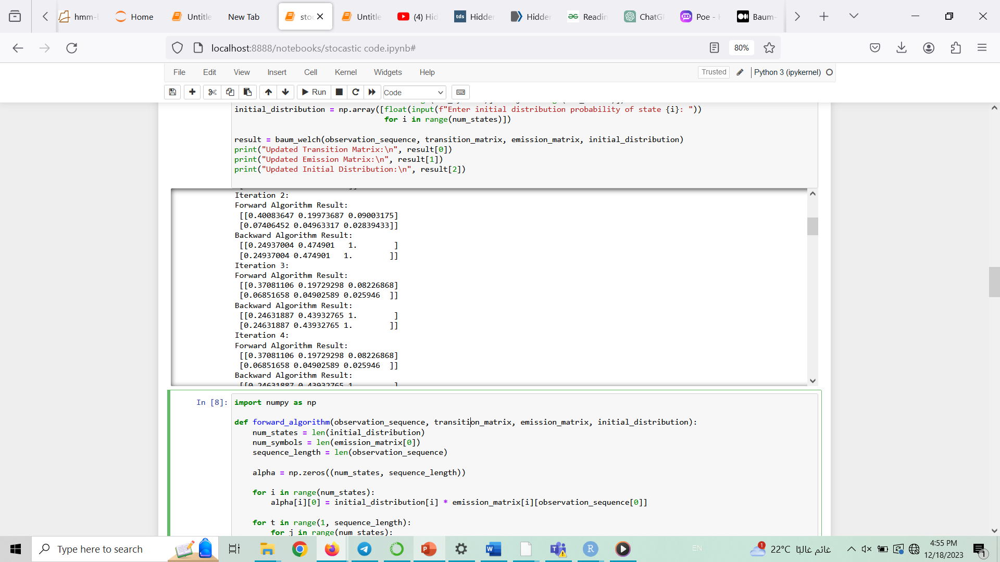 hmm-
Home
Untitle
New Tab
sto
Untitle
(4) Hid
tds Hidde
Hidder
Readin
ChatG
Poe -
Baum-
localhost:8888/notebooks/stocastic code.ipynb#
80%
File Edit View Insert Cell Kernel Widgets Help
Trusted
Python 3 (ipykernel)
Run
Code
initial_distribution = np.array([float(input(f"Enter initial distribution probability of state {i}: "))
for i in range(num_states)])
result = baum_welch(observation_sequence, transition_matrix, emission_matrix, initial_distribution)
print("Updated Transition Matrix:\n", result[0])
print("Updated Emission Matrix:\n", result[1])
print("Updated Initial Distribution:\n", result[2])
Iteration 2:
Forward Algorithm Result:
[[0.40083647 0.19973687 0.09003175]
[0.07406452 0.04963317 0.02839433]]
Backward Algorithm Result:
[[0.24937004 0.474901 1. ]
[0.24937004 0.474901 1. ]]
Iteration 3:
Forward Algorithm Result:
[[0.37081106 0.19729298 0.08226868]
[0.06851658 0.04902589 0.025946 ]]
Backward Algorithm Result:
[[0.24631887 0.43932765 1. ]
[0.24631887 0.43932765 1. ]]
Iteration 4:
Forward Algorithm Result:
[[0.37081106 0.19729298 0.08226868]
[0.06851658 0.04902589 0.025946 ]]
Backward Algorithm Result:
[[0.24631887 0.43932765 1. ]
In [8]:
import numpy as np
def forward_algorithm(observation_sequence, transition_matrix, emission_matrix, initial_distribution):
num_states = len(initial_distribution)
num_symbols = len(emission_matrix[0])
sequence_length = len(observation_sequence)
alpha = np.zeros((num_states, sequence_length))
for i in range(num_states):
alpha[i][0] = initial_distribution[i] * emission_matrix[i][observation_sequence[0]]
for t in range(1, sequence_length):
for j in range(num_states):
Type here to search
EN
1
22°C غائم غالبًا
4:55 PM
12/18/2023
1